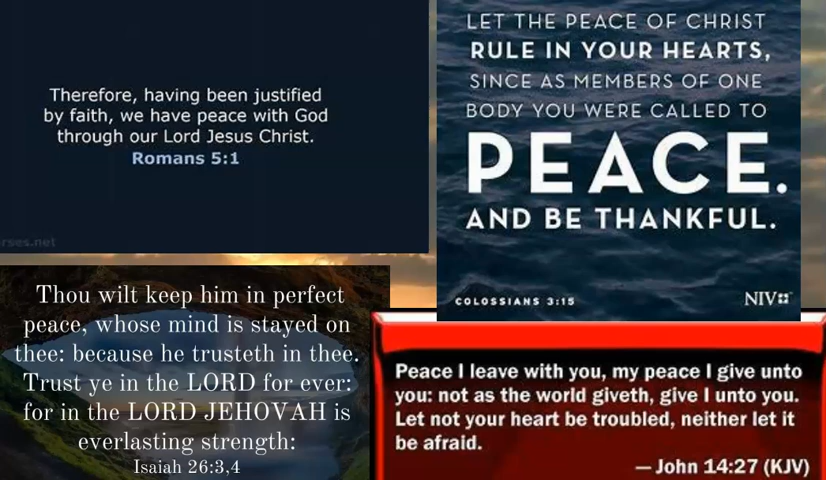 Therefore, having been justified
by faith, we have peace with God
through our Lord Jesus Christ.
Romans 5:1
rses.net
LET THE PEACE OF CHRIST
RULE IN YOUR HEARTS,
SINCE AS MEMBERS OF ONE
BODY YOU WERE CALLED TO
PEACE.
AND BE THANKFUL.
COLOSSIANS 3:15
NIV
Thou wilt keep him in perfect
peace, whose mind is stayed on
thee: because he trusteth in thee.
Trust ye in the LORD for ever:
for in the LORD JEHOVAH is
everlasting strength:
Isaiah 26:3,4
Peace I leave with you, my peace I give unto
you: not as the world giveth, give I unto you.
Let not your heart be troubled, neither let it
be afraid.
— John 14:27 (KJV)